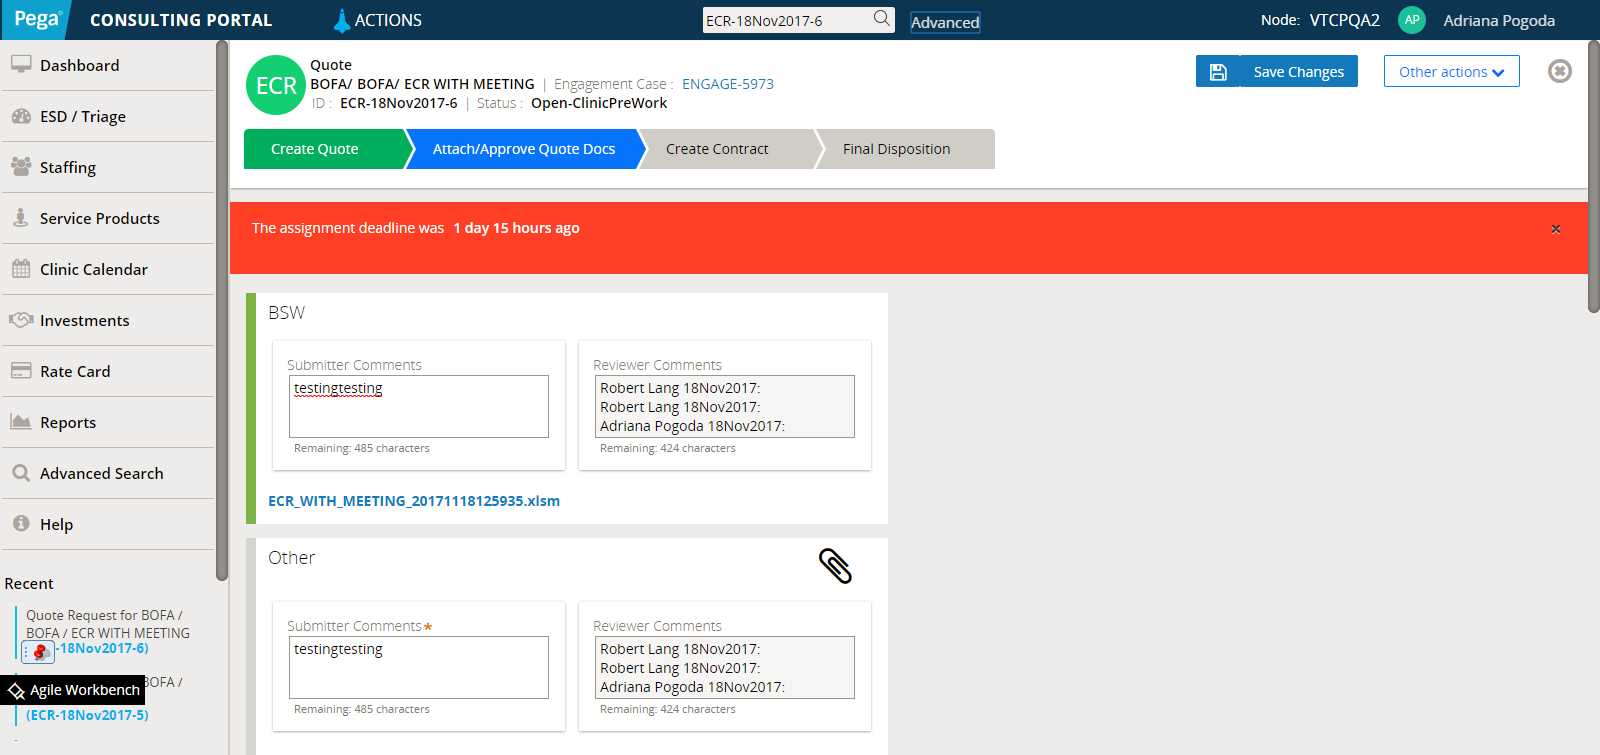 Pega CONSULTING PORTAL ACTIONS ECR-18Nov2017-6 Advanced Node: VTCPQA2 AP Adriana Pogoda
Dashboard
ESD / Triage
Staffing
Service Products
Clinic Calendar
Investments
Rate Card
Reports
Advanced Search
Help
Recent
Quote Request for BOFA /
BOFA / ECR WITH MEETING
-18Nov2017-6)
BOFA /
Agile Workbench
(ECR-18Nov2017-5)
ECR
Quote
BOFA/ BOFA/ ECR WITH MEETING | Engagement Case : ENGAGE-5973
ID : ECR-18Nov2017-6 | Status : Open-ClinicPreWork
Save Changes
Other actions
Create Quote Attach/Approve Quote Docs Create Contract Final Disposition
The assignment deadline was 1 day 15 hours ago
BSW
Submitter Comments
testingtesting
Remaining: 485 characters
Reviewer Comments
Robert Lang 18Nov2017:
Robert Lang 18Nov2017:
Adriana Pogoda 18Nov2017:
Remaining: 424 characters
ECR_WITH_MEETING_20171118125935.xlsm
Other
Submitter Comments*
testingtesting
Remaining: 485 characters
Reviewer Comments
Robert Lang 18Nov2017:
Robert Lang 18Nov2017:
Adriana Pogoda 18Nov2017:
Remaining: 424 characters